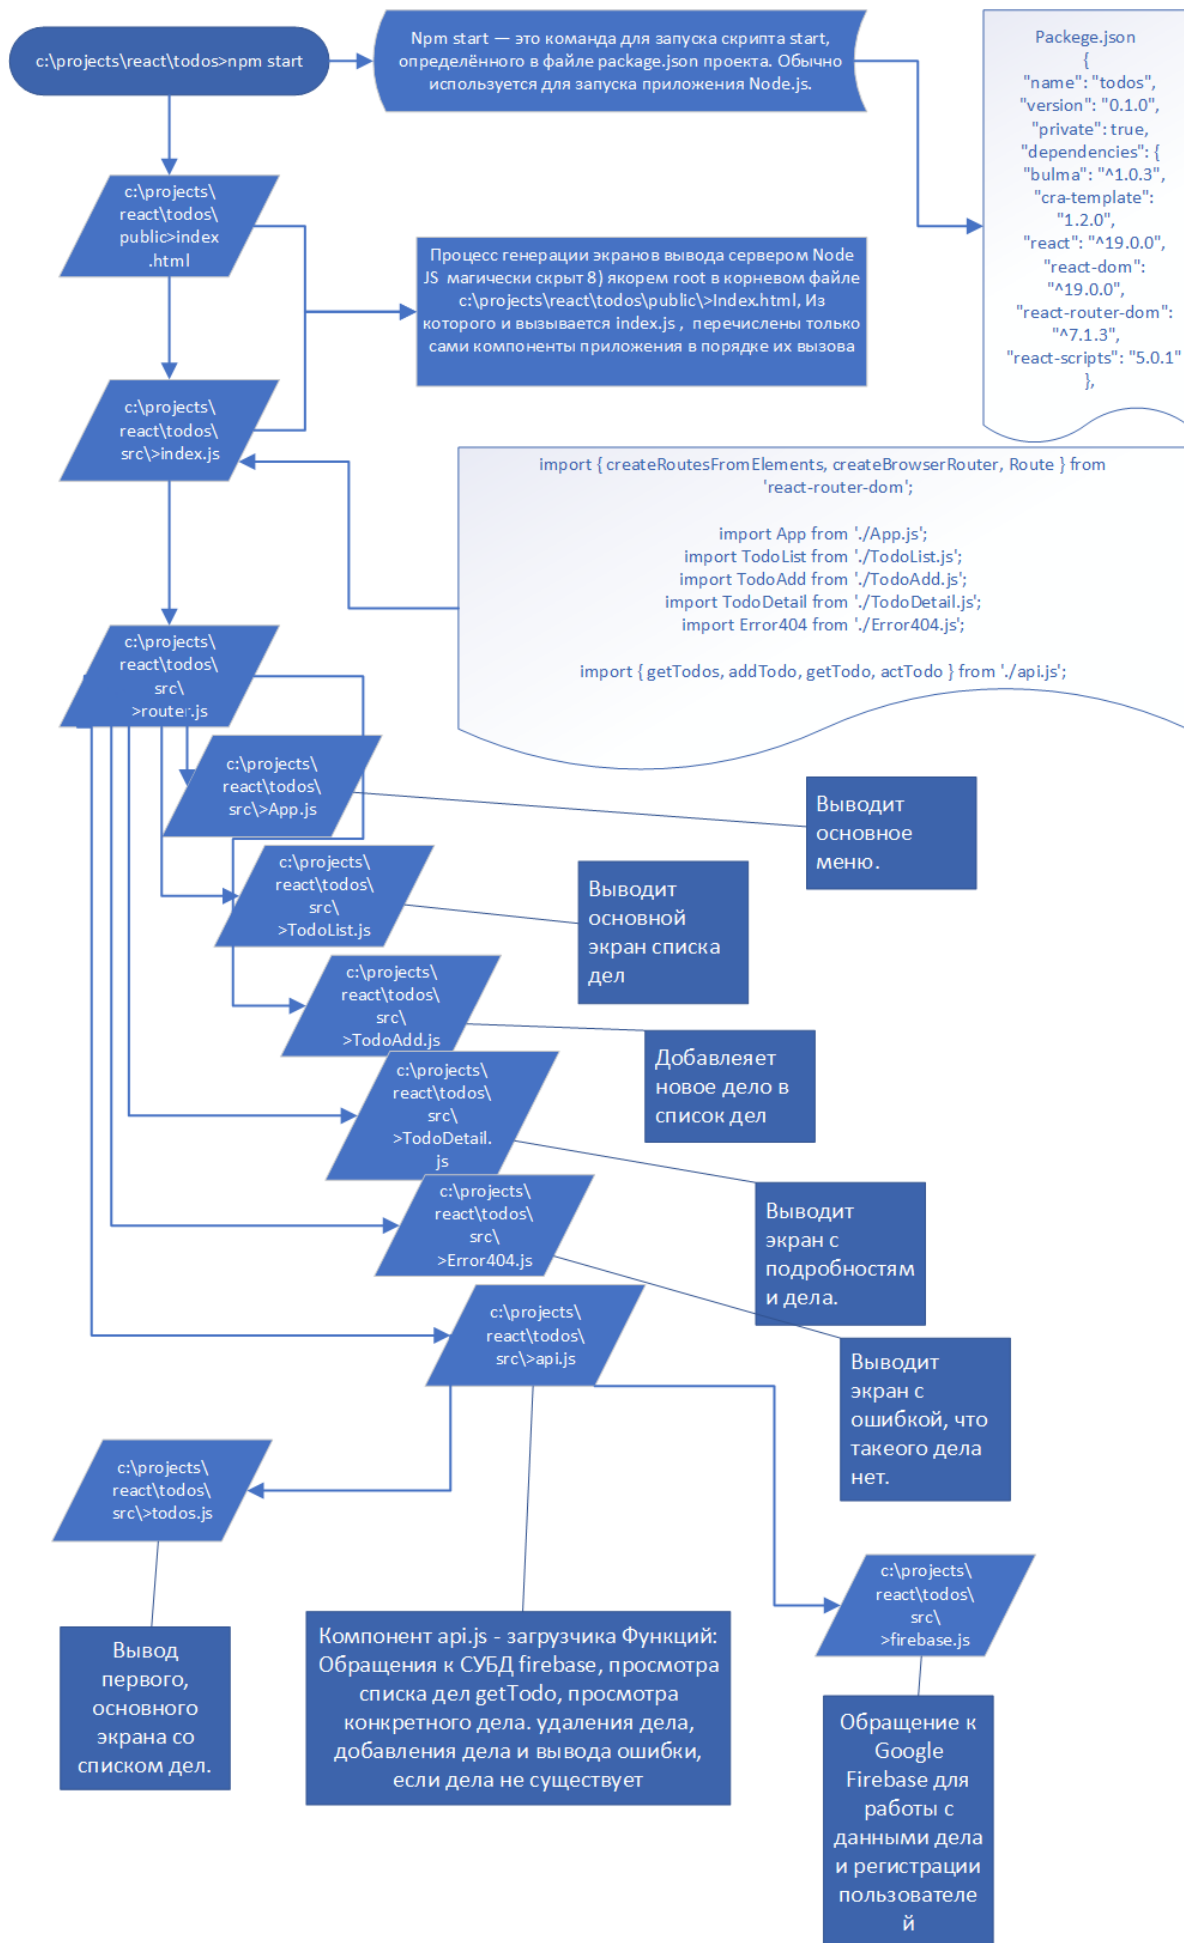 c:\projects\react\todos>npm start
Npm start — это команда для запуска скрипта start,
определённого в файле package.json проекта. Обычно
используется для запуска приложения Node.js.
Packege.json
{
"name": "todos",
"version": "0.1.0",
"private": true,
"dependencies": {
"bulma": "^1.0.3",
"cra-template":
"1.2.0",
"react": "^19.0.0",
"react-dom":
"^19.0.0",
"react-router-dom":
"^7.1.3",
"react-scripts": "5.0.1"
},
c:\projects\
react\todos\
public>index
.html
Процесс генерации экранов вывода сервером Node
JS магически скрыт 8) якорем root в корневом файле
c:\projects\react\todos\public\>Index.html, Из
которого и вызывается index.js , перечислены только
сами компоненты приложения в порядке их вызова
c:\projects\
react\todos\
src\>index.js
import { createRoutesFromElements, createBrowserRouter, Route } from
'react-router-dom';
import App from './App.js';
import TodoList from './TodoList.js';
import TodoAdd from './TodoAdd.js';
import TodoDetail from './TodoDetail.js';
import Error404 from './Error404.js';
import { getTodos, addTodo, getTodo, actTodo } from './api.js';
c:\projects\
react\todos\
src\
>router.js
c:\projects\
react\todos\
src\>App.js
Выводит
основное
меню.
c:\projects\
react\todos\
src\
>TodoList.js
Выводит
основной
экран списка
дел
c:\projects\
react\todos\
src\
>TodoAdd.js
Добавлеяет
новое дело в
список дел
c:\projects\
react\todos\
src\
>TodoDetail.
js
Выводит
экран с
подробностям
и дела.
c:\projects\
react\todos\
src\
>Error404.js
Выводит
экран с
ошибкой, что
такеого дела
нет.
c:\projects\
react\todos\
src\>api.js
c:\projects\
react\todos\
src\>todos.js
c:\projects\
react\todos\
src\
>firebase.js
Вывод
первого,
основного
экрана со
списком дел.
Компонент api.js - загрузчика Функций:
Обращения к СУБД firebase, просмотра
списка дел getTodo, просмотра
конкретного дела. удаления дела,
добавления дела и вывода ошибки,
если дела не существует
Обращение к
Google
Firebase для
работы с
данными дела
и регистрации
пользователе
й